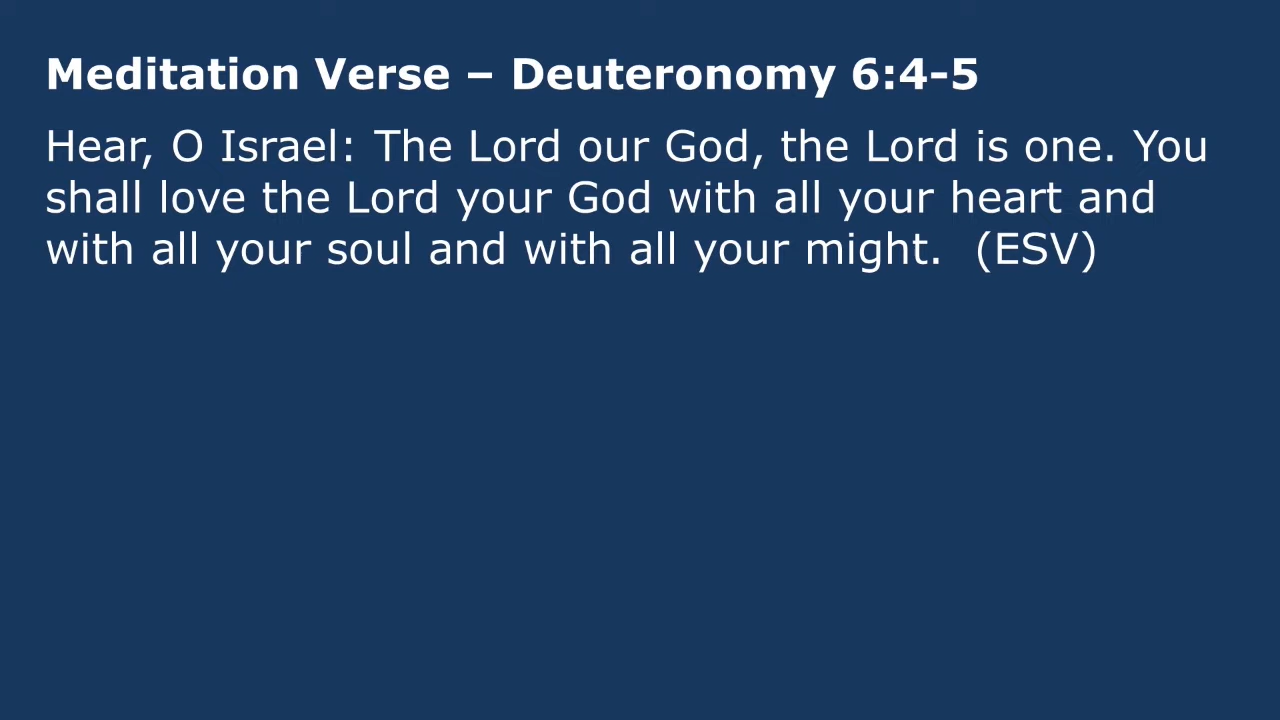 Meditation Verse – Deuteronomy 6:4-5
Hear, O Israel: The Lord our God, the Lord is one. You
shall love the Lord your God with all your heart and
with all your soul and with all your might.  (ESV)